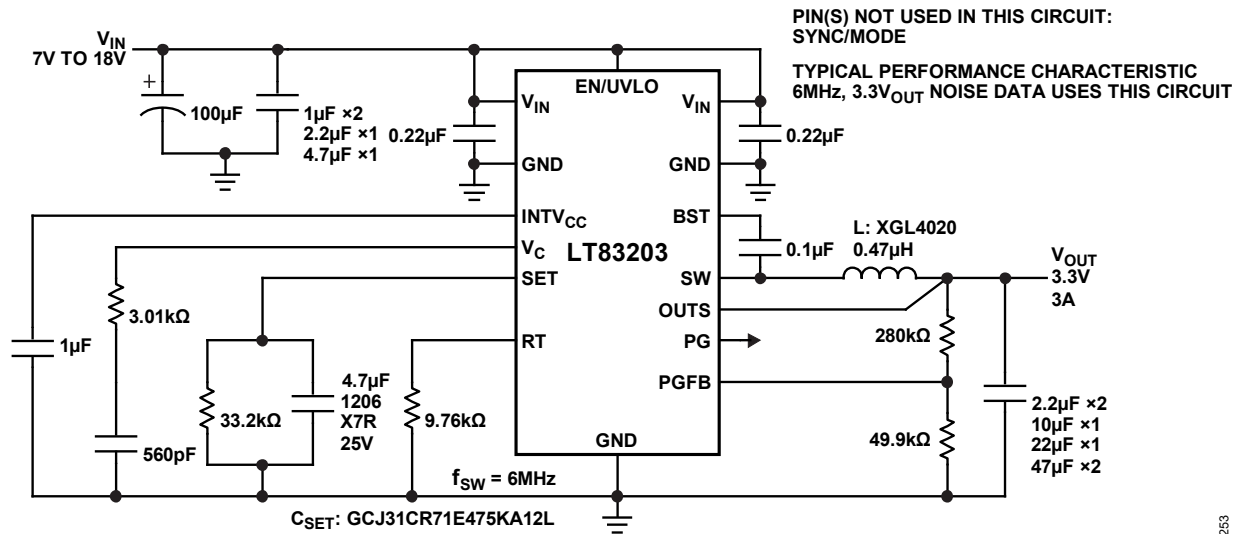 PIN(S) NOT USED IN THIS CIRCUIT:
SYNC/MODE
TYPICAL PERFORMANCE CHARACTERISTIC
6MHz, 3.3VOUT NOISE DATA USES THIS CIRCUIT
VIN
7V TO 18V
+
100µF
1µF ×2
2.2µF ×1
4.7µF ×1
0.22µF
EN/UVLO
VIN
VIN
0.22µF
GND
GND
INTVCC
BST
VC
LT83203
0.1µF
L: XGL4020
0.47µH
SET
SW
VOUT
3.3V
3A
OUTS
3.01kΩ
1µF
RT
PG
280kΩ
PGFB
33.2kΩ
4.7µF
1206
X7R
25V
9.76kΩ
2.2µF ×2
10µF ×1
22µF ×1
47µF ×2
560pF
GND
49.9kΩ
fSW = 6MHz
CSET: GCJ31CR71E475KA12L
253